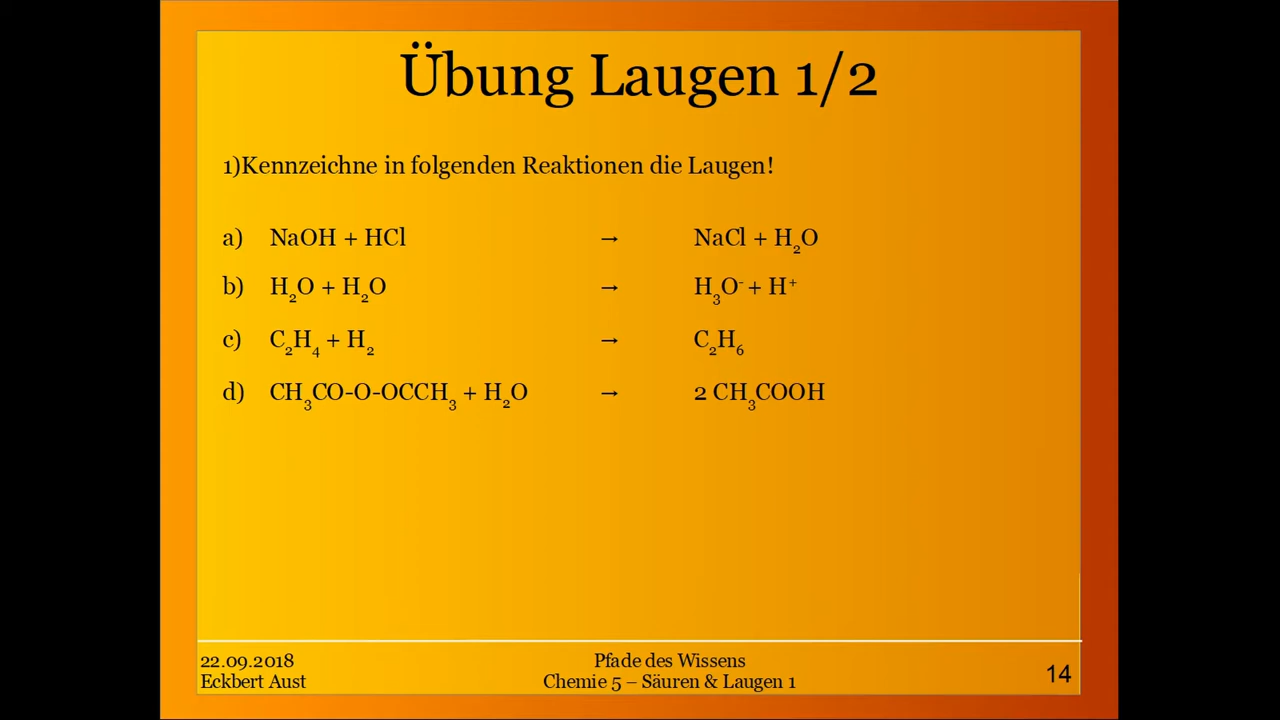 Übung Laugen 1/2
1)Kennzeichne in folgenden Reaktionen die Laugen!
a) NaOH + HCl → NaCl + H₂O
b) H₂O + H₂O → H₃O⁻ + H⁺
c) C₂H₄ + H₂ → C₂H₆
d) CH₃CO-O-OCCH₃ + H₂O → 2 CH₃COOH
22.09.2018
Eckbert Aust
Pfade des Wissens
Chemie 5 – Säuren & Laugen 1
14